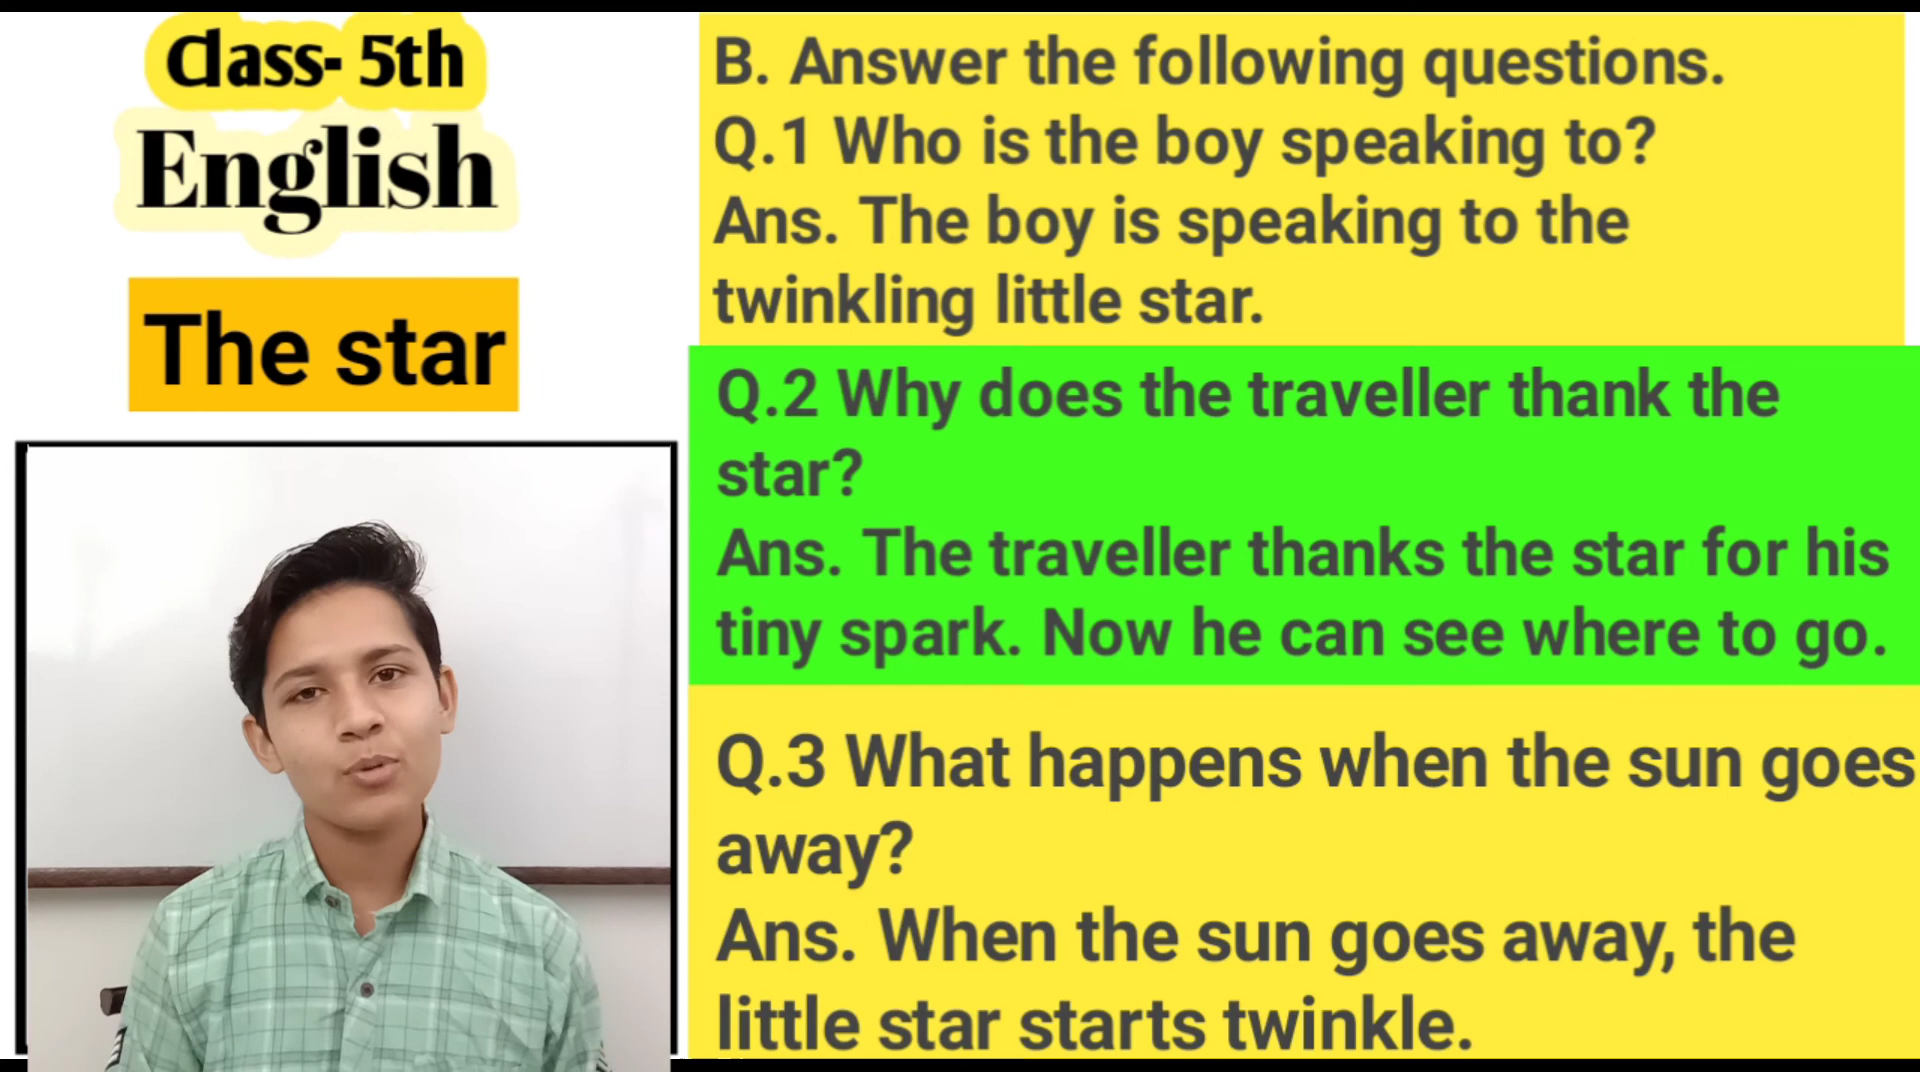 Class- 5th
English
The star
B. Answer the following questions.
Q.1 Who is the boy speaking to?
Ans. The boy is speaking to the
twinkling little star.
Q.2 Why does the traveller thank the
star?
Ans. The traveller thanks the star for his
tiny spark. Now he can see where to go.
Q.3 What happens when the sun goes
away?
Ans. When the sun goes away, the
little star starts twinkle.